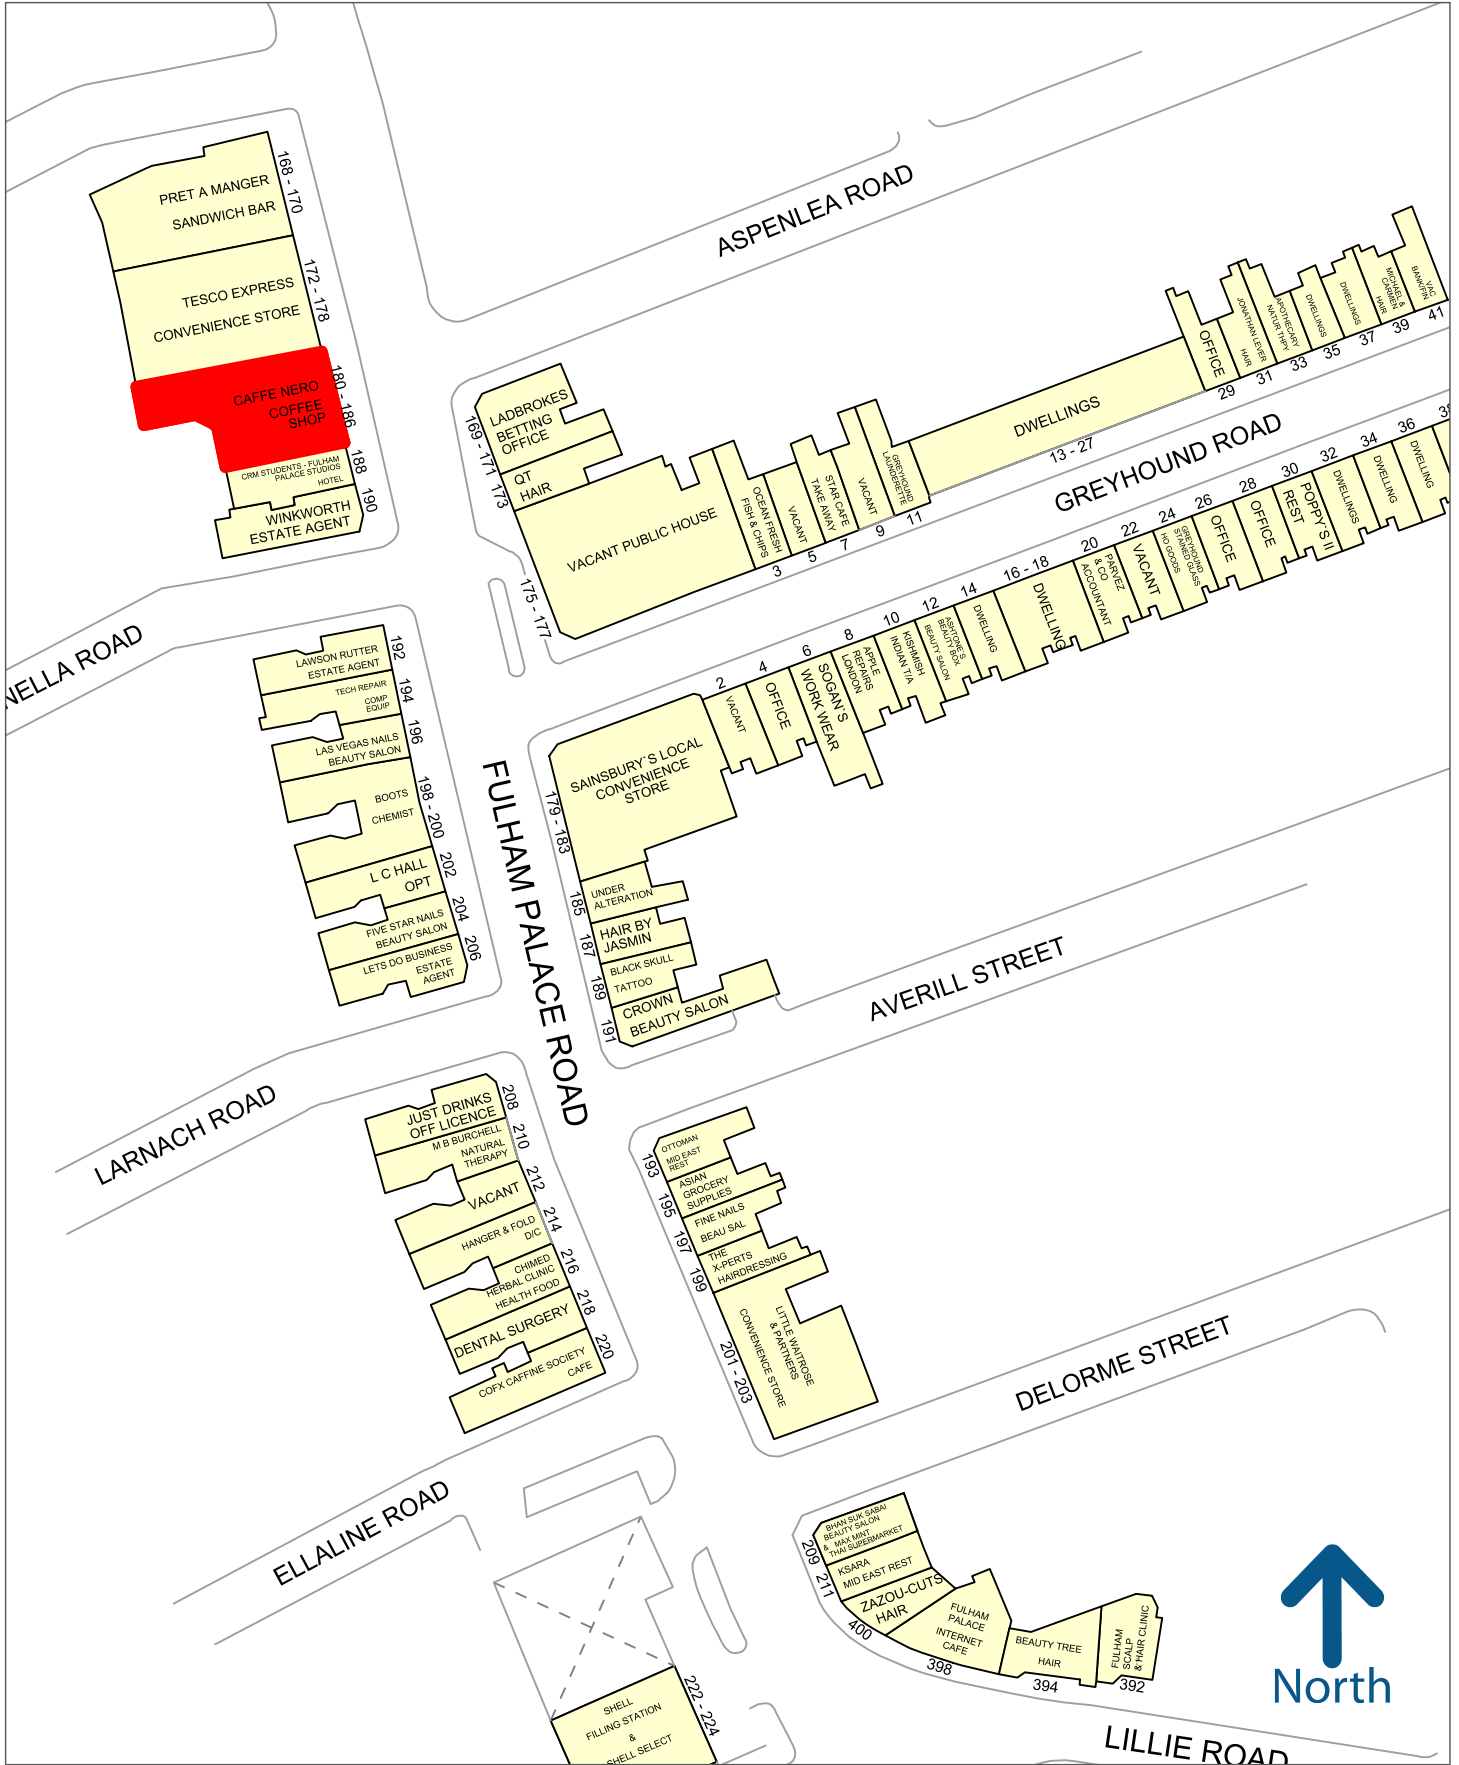 168 - 170
PRET A MANGER
SANDWICH BAR
172 - 178
TESCO EXPRESS
CONVENIENCE STORE
180 - 186
CAFFE NERO
COFFEE
SHOP
188
CRM STUDENTS - FULHAM
PALACE STUDIOS
HOTEL
190
WINKWORTH
ESTATE AGENT
NELLA ROAD
192
LAWSON RUTTER
ESTATE AGENT
194
TECH REPAIR
COMP
EQUIP
196
LAS VEGAS NAILS
BEAUTY SALON
198 - 200
BOOTS
CHEMIST
202
L C HALL
OPT
204
FIVE STAR NAILS
BEAUTY SALON
206
LETS DO BUSINESS
ESTATE
AGENT
LARNACH ROAD
208
JUST DRINKS
OFF LICENCE
210
M B BURCHELL
NATURAL
THERAPY
212
VACANT
214
HANGER & FOLD
D/C
216
CHIMED
HERBAL CLINIC
HEALTH FOOD
218
DENTAL SURGERY
220
COFX CAFFINE SOCIETY
CAFE
ELLALINE ROAD
222 - 224
SHELL
FILLING STATION
&
SHELL SELECT
FULHAM PALACE ROAD
ASPENLEA ROAD
169 - 171
LADBROKES
BETTING
OFFICE
173
QT
HAIR
175 - 177
VACANT PUBLIC HOUSE
3
OCEAN FRESH
FISH & CHIPS
5
VACANT
7
STAR CAFE
TAKE AWAY
9
VACANT
11
GREYHOUND
LAUNDERETTE
13 - 27
DWELLINGS
29
OFFICE
31
JONATHAN LEVER
HAIR
33
APOTHECARY
NATUR THPY
35
DWELLINGS
37
DWELLINGS
39
MICHAEL &
CARMEN
HAIR
41
VAC
BANK/FIN
GREYHOUND ROAD
2
VACANT
4
OFFICE
6
SOGAN`S
WORK WEAR
8
APPLE
REPAIRS
LONDON
10
KISHMISH
INDIAN T/A
12
ASHTONE'S
BEAUTY BOX
BEAUTY SALON
14
DWELLING
16 - 18
DWELLING
20
PARVEZ
& CO
ACCOUNTANT
22
VACANT
24
GREYHOUND
STAINED GLASS
HO GOODS
26
OFFICE
28
OFFICE
30
POPPY`S II
REST
32
DWELLINGS
34
DWELLING
36
DWELLING
38
179 - 183
SAINSBURY`S LOCAL
CONVENIENCE
STORE
185
UNDER
ALTERATION
187
HAIR BY
JASMIN
189
BLACK SKULL
TATTOO
191
CROWN
BEAUTY SALON
AVERILL STREET
193
OTTOMAN
MID EAST
REST
195
ASIAN
GROCERY
SUPPLIES
197
FINE NAILS
BEAU SAL
199
THE
X-PERTS
HAIRDRESSING
201 - 203
LITTLE WAITROSE
& PARTNERS
CONVENIENCE STORE
DELORME STREET
209
BHAN SUK SABAI
BEAUTY SALON
& MAX MINT
THAI SUPERMARKET
211
KSARA
MID EAST REST
400
ZAZOU-CUTS
HAIR
398
FULHAM
PALACE
INTERNET
CAFE
394
BEAUTY TREE
HAIR
392
FULHAM
SCALP
& HAIR CLINIC
LILLIE ROAD
North